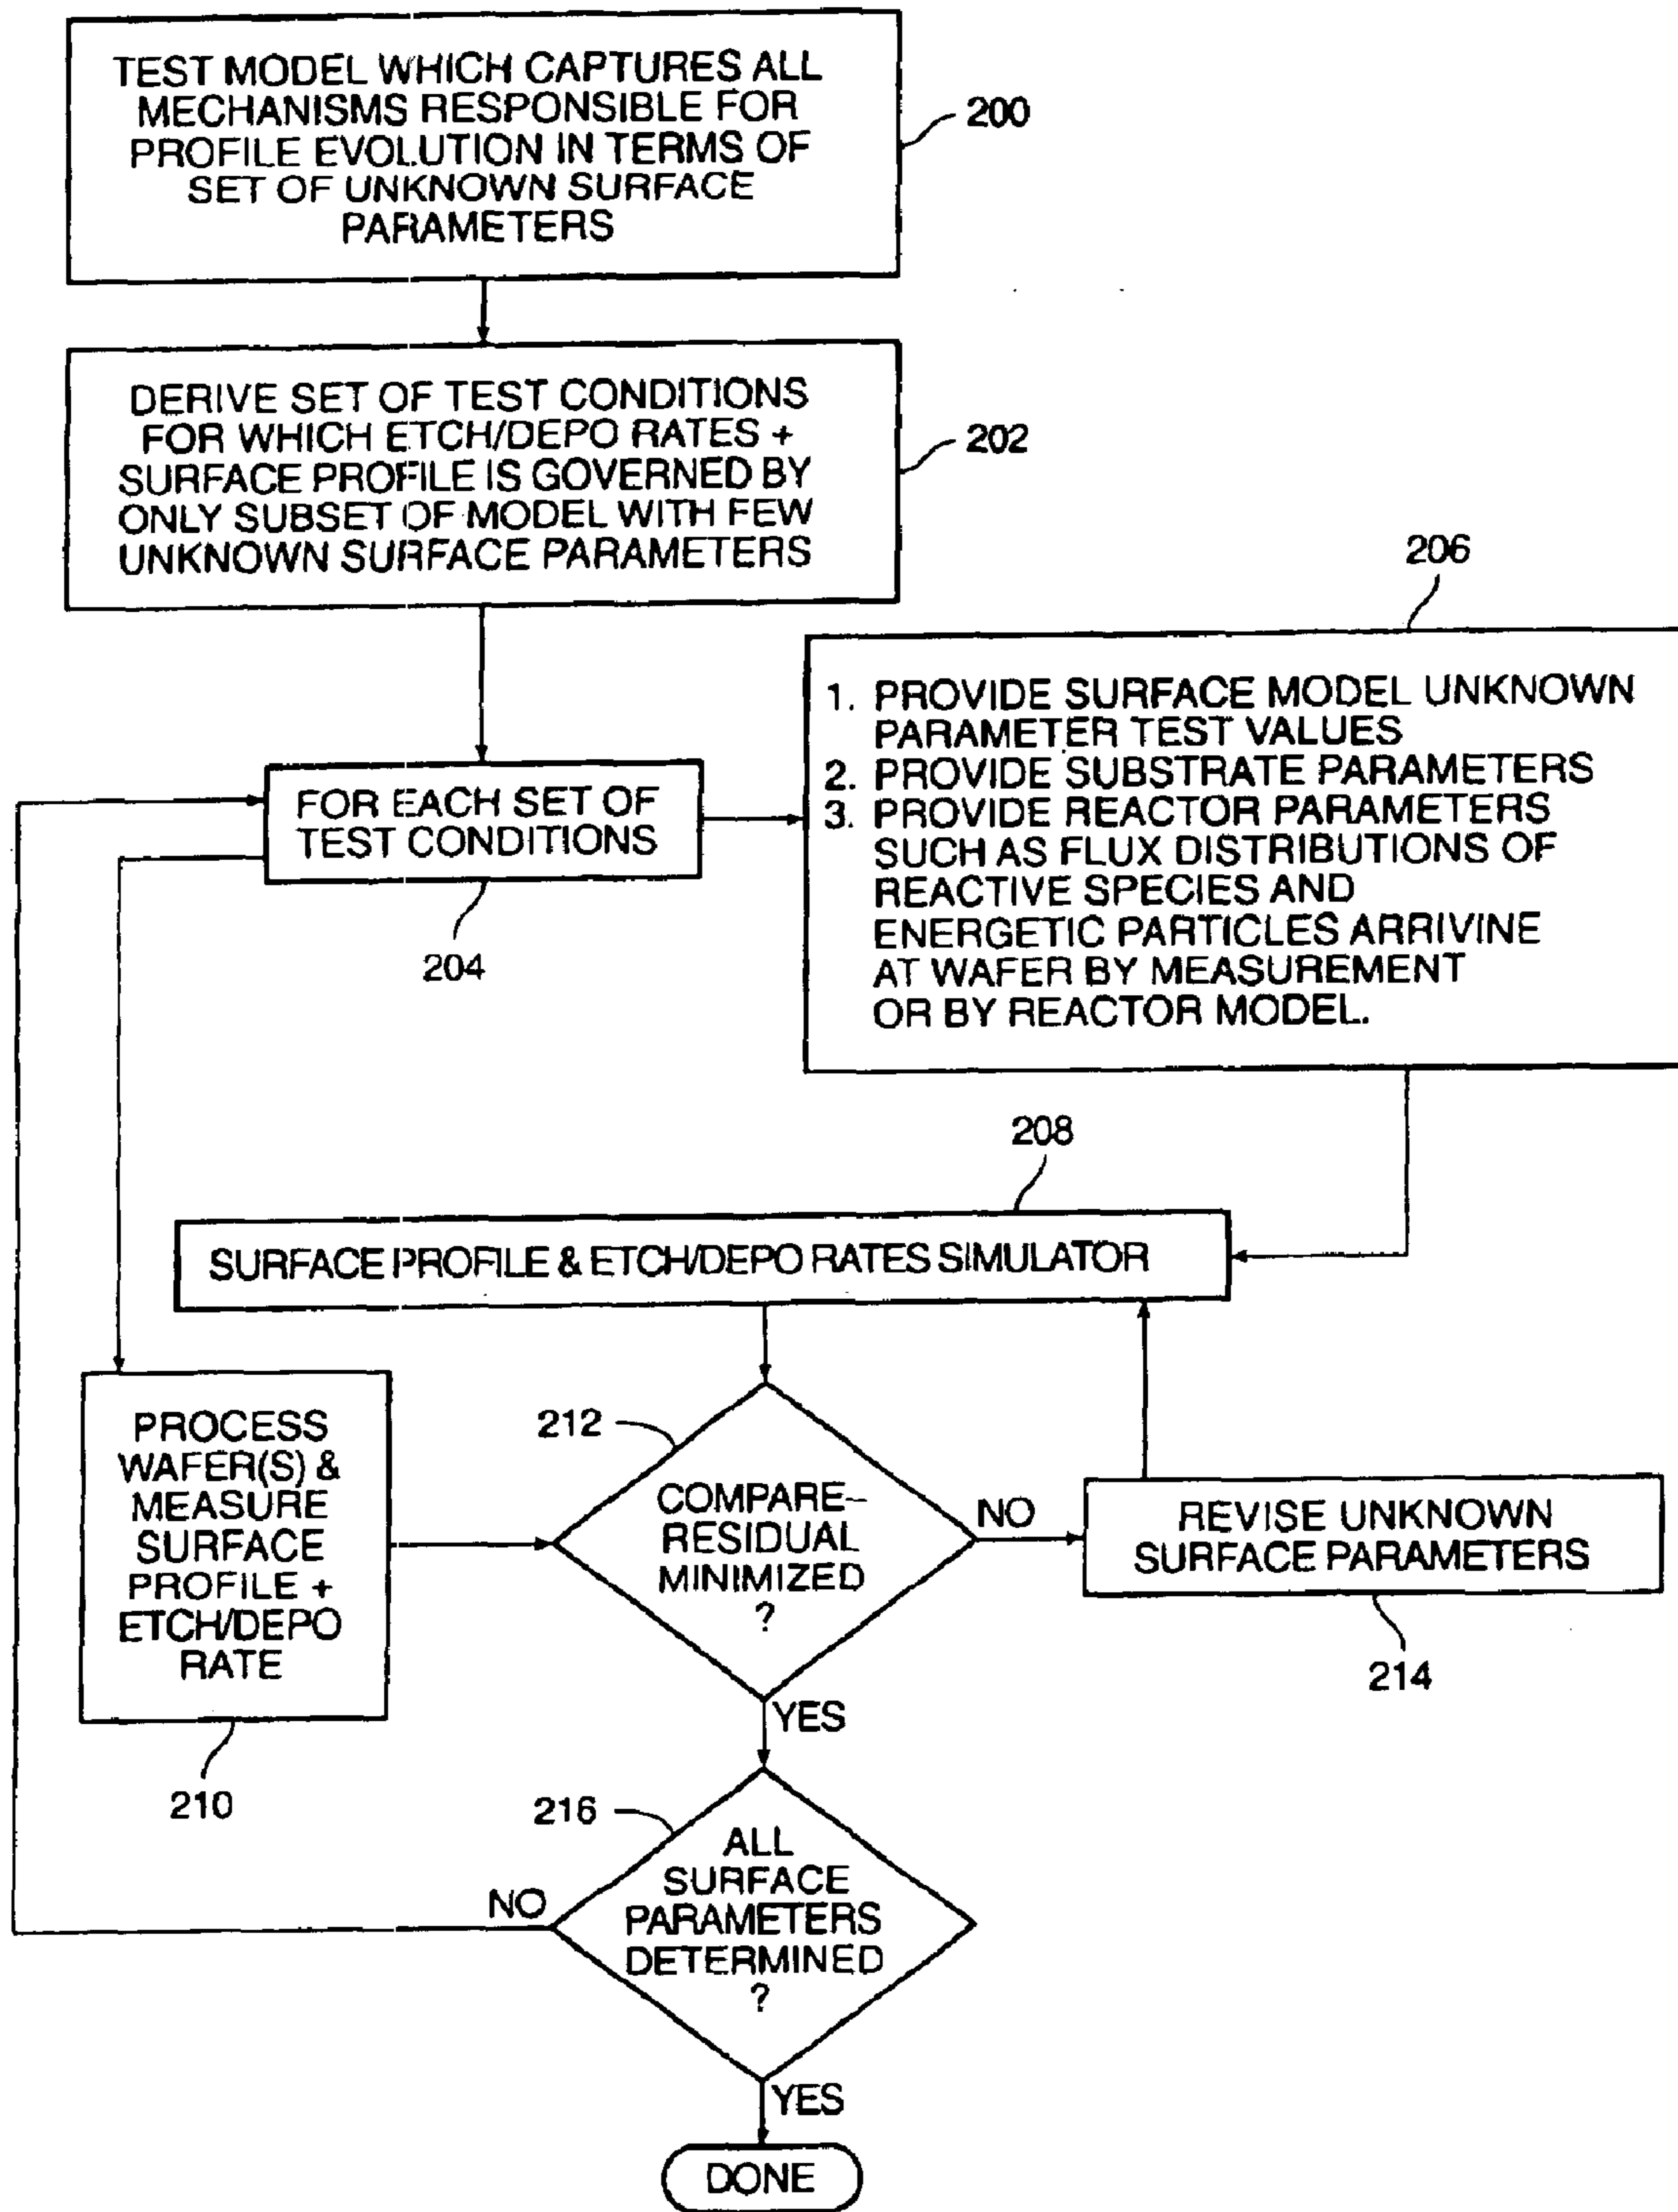 TEST MODEL WHICH CAPTURES ALL
MECHANISMS RESPONSIBLE FOR
PROFILE EVOLUTION IN TERMS OF
SET OF UNKNOWN SURFACE
PARAMETERS
200
DERIVE SET OF TEST CONDITIONS
FOR WHICH ETCH/DEPO RATES +
SURFACE PROFILE IS GOVERNED BY
ONLY SUBSET OF MODEL WITH FEW
UNKNOWN SURFACE PARAMETERS
202
206
1. PROVIDE SURFACE MODEL UNKNOWN
PARAMETER TEST VALUES
2. PROVIDE SUBSTRATE PARAMETERS
3. PROVIDE REACTOR PARAMETERS
SUCH AS FLUX DISTRIBUTIONS OF
REACTIVE SPECIES AND
ENERGETIC PARTICLES ARRIVINE
AT WAFER BY MEASUREMENT
OR BY REACTOR MODEL.
FOR EACH SET OF
TEST CONDITIONS
204
208
SURFACE PROFILE & ETCH/DEPO RATES SIMULATOR
PROCESS
WAFER(S) &
MEASURE
SURFACE
PROFILE +
ETCH/DEPO
RATE
210
212
COMPARE–
RESIDUAL
MINIMIZED
?
NO
REVISE UNKNOWN
SURFACE PARAMETERS
214
YES
216
ALL
SURFACE
PARAMETERS
DETERMINED
?
NO
YES
DONE